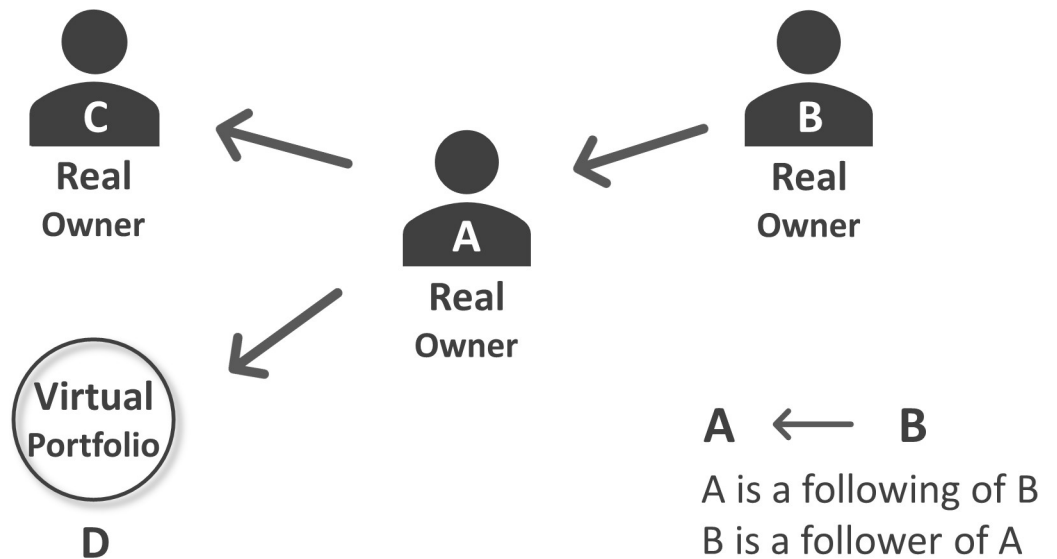 C
Real
Owner
B
Real
Owner
A
Real
Owner
Virtual
Portfolio
D
A B
A is a following of B
B is a follower of A